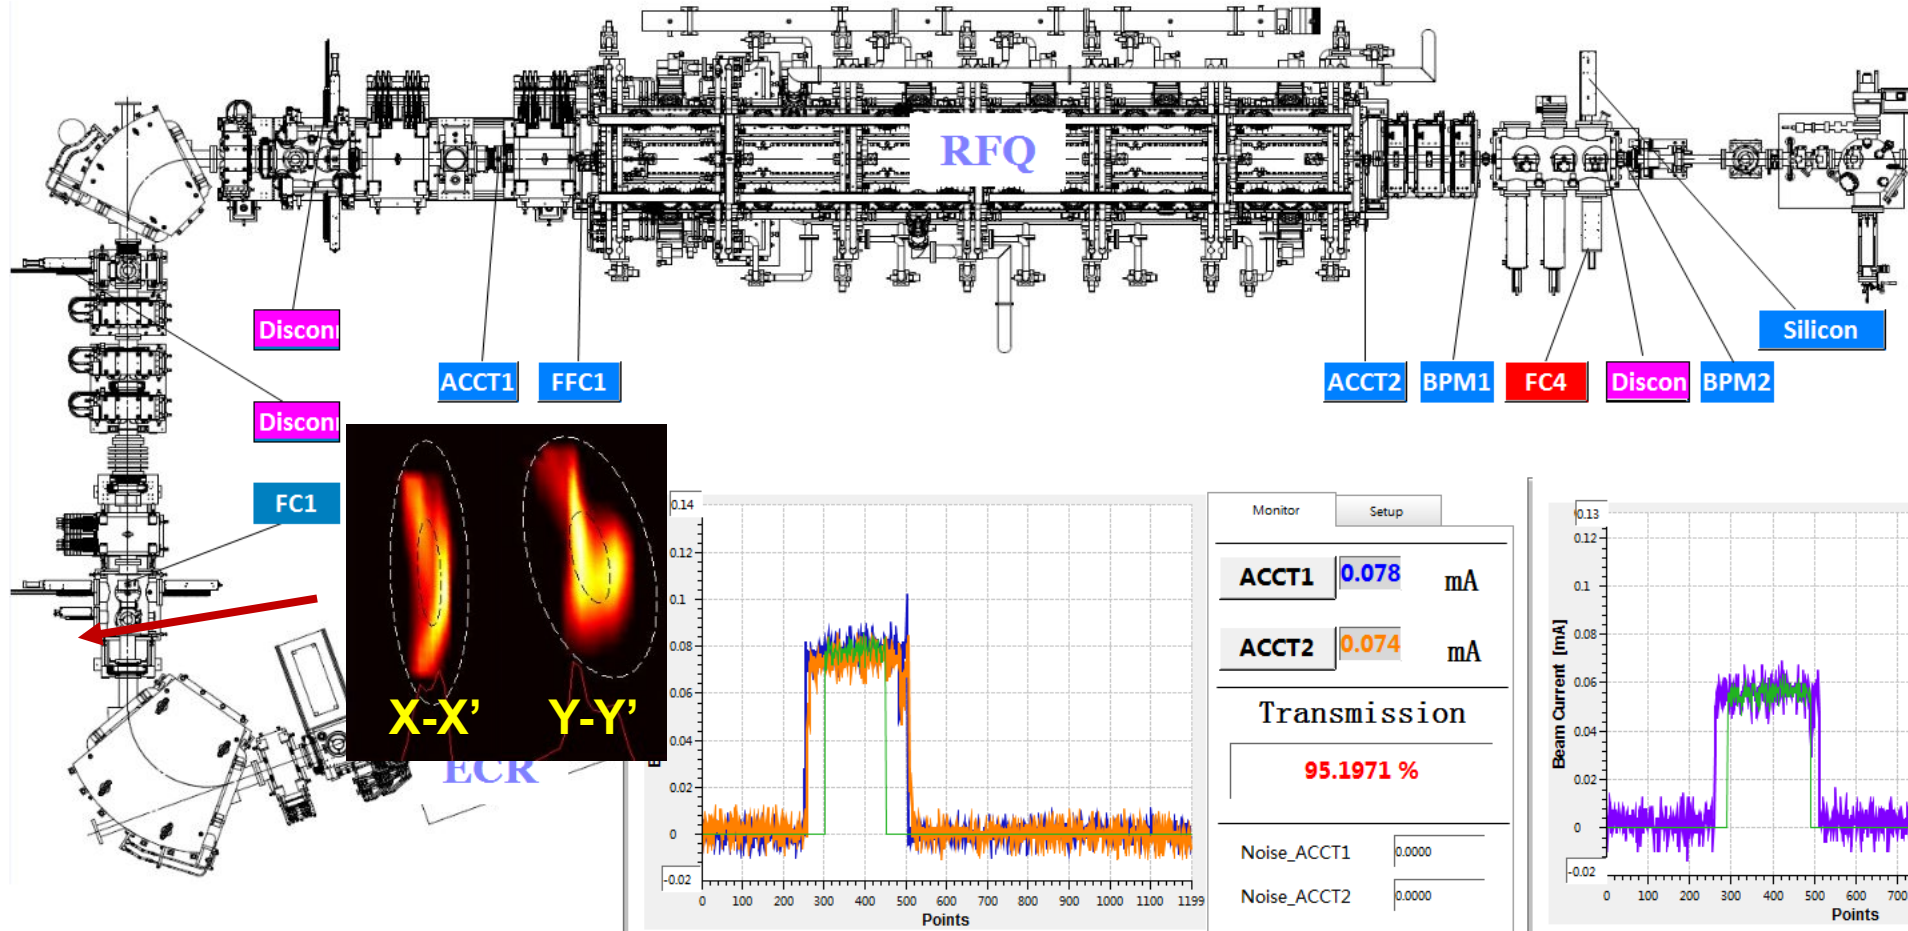 RFQ
Discon
Silicon
ACCT1
FFC1
ACCT2
BPM1
FC4
Discon
BPM2
Discon
FC1
X-X’
Y-Y’
ECR
0.14
0.12
0.1
0.08
0.06
0.04
0.02
0
-0.02
0
100
200
300
400
500
600
700
800
900
1000
1100
1199
Points
Monitor
Setup
ACCT1
0.078
mA
ACCT2
0.074
mA
Transmission
95.1971 %
Noise_ACCT1
0.0000
Noise_ACCT2
0.0000
Beam Current [mA]
0.13
0.12
0.1
0.08
0.06
0.04
0.02
0
-0.02
0
100
200
300
400
500
600
700
Points